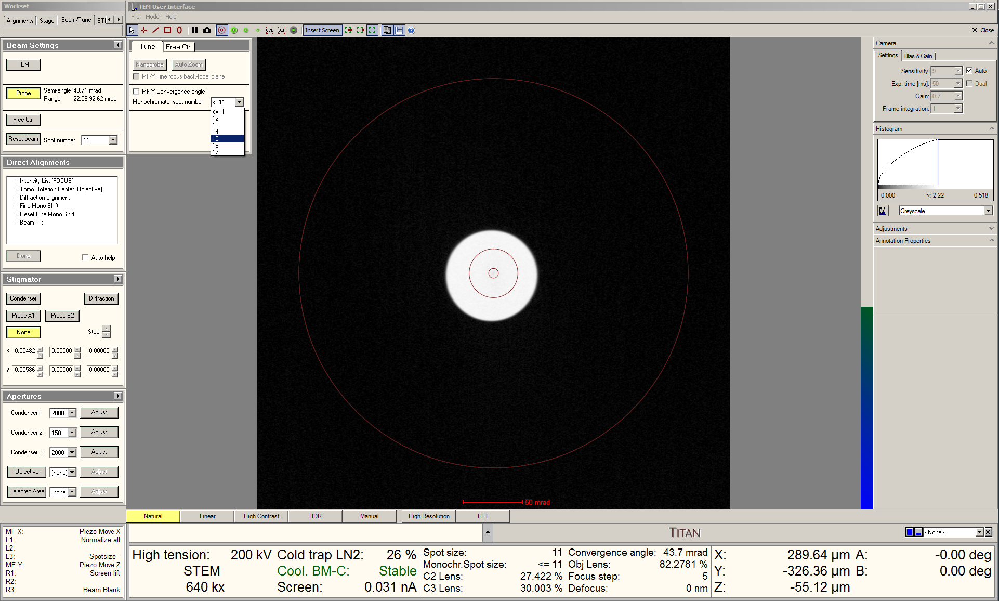 Workset
Alignments Stage Beam/Tune STI
Beam Settings
TEM
Probe Semi-angle 43.71 mrad
Range 22.06-92.62 mrad
Free Ctrl
Reset beam Spot number 11
Direct Alignments
Intensity List [FOCUS]
Tomo Rotation Center (Objective)
Diffraction alignment
Fine Mono Shift
Reset Fine Mono Shift
Beam Tilt
Done Auto help
Stigmator
Condenser Diffraction
Probe A1 Probe B2
None Step:
x -0.00482 0.00000 0.00000
y -0.00586 0.00000 0.00000
Apertures
Condenser 1 2000 Adjust
Condenser 2 150 Adjust
Condenser 3 2000 Adjust
Objective [none] Adjust
Selected Area [none] Adjust
MF X: Piezo Move X
L1: Normalize all
L2:
L3: Spotsize -
MF Y: Piezo Move Z
R1: Screen lift
R2:
R3: Beam Blank
TEM User Interface
File Mode Help
CCD GIF Insert Screen Close
Tune Free Ctrl
Nanoprobe Auto Zoom
MF-Y Fine focus back-focal plane
MF-Y Convergence angle
Monochromator spot number <=11
<=11
12
13
14
15
16
17
50 mrad
Camera
Settings Bias & Gain
Sensitivity: 9 Auto
Exp. time [ms]: 50 Dual
Gain: 0.7
Frame integration: 1
Histogram
0.000 γ: 2.22 0.518
Greyscale
Adjustments
Annotation Properties
Natural Linear High Contrast HDR Manual High Resolution FFT
TITAN
- None -
High tension: 200 kV Cold trap LN2: 26 %
STEM Cool. BM-C: Stable
640 kx Screen: 0.031 nA
Spot size: 11 Convergence angle: 43.7 mrad
Monochr.Spot size: <= 11 Obj Lens: 82.2781 %
C2 Lens: 27.422 % Focus step: 5
C3 Lens: 30.003 % Defocus: 0 nm
X: 289.64 µm A: -0.00 deg
Y: -326.36 µm B: 0.00 deg
Z: -55.12 µm